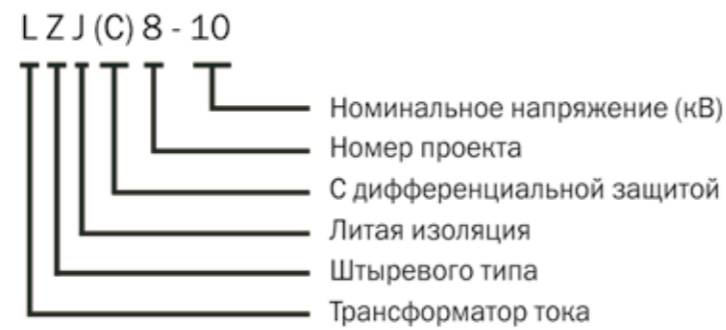 LZJ(C)8-10
Номинальное напряжение (кВ)
Номер проекта
С дифференциальной защитой
Литая изоляция
Штыревого типа
Трансформатор тока